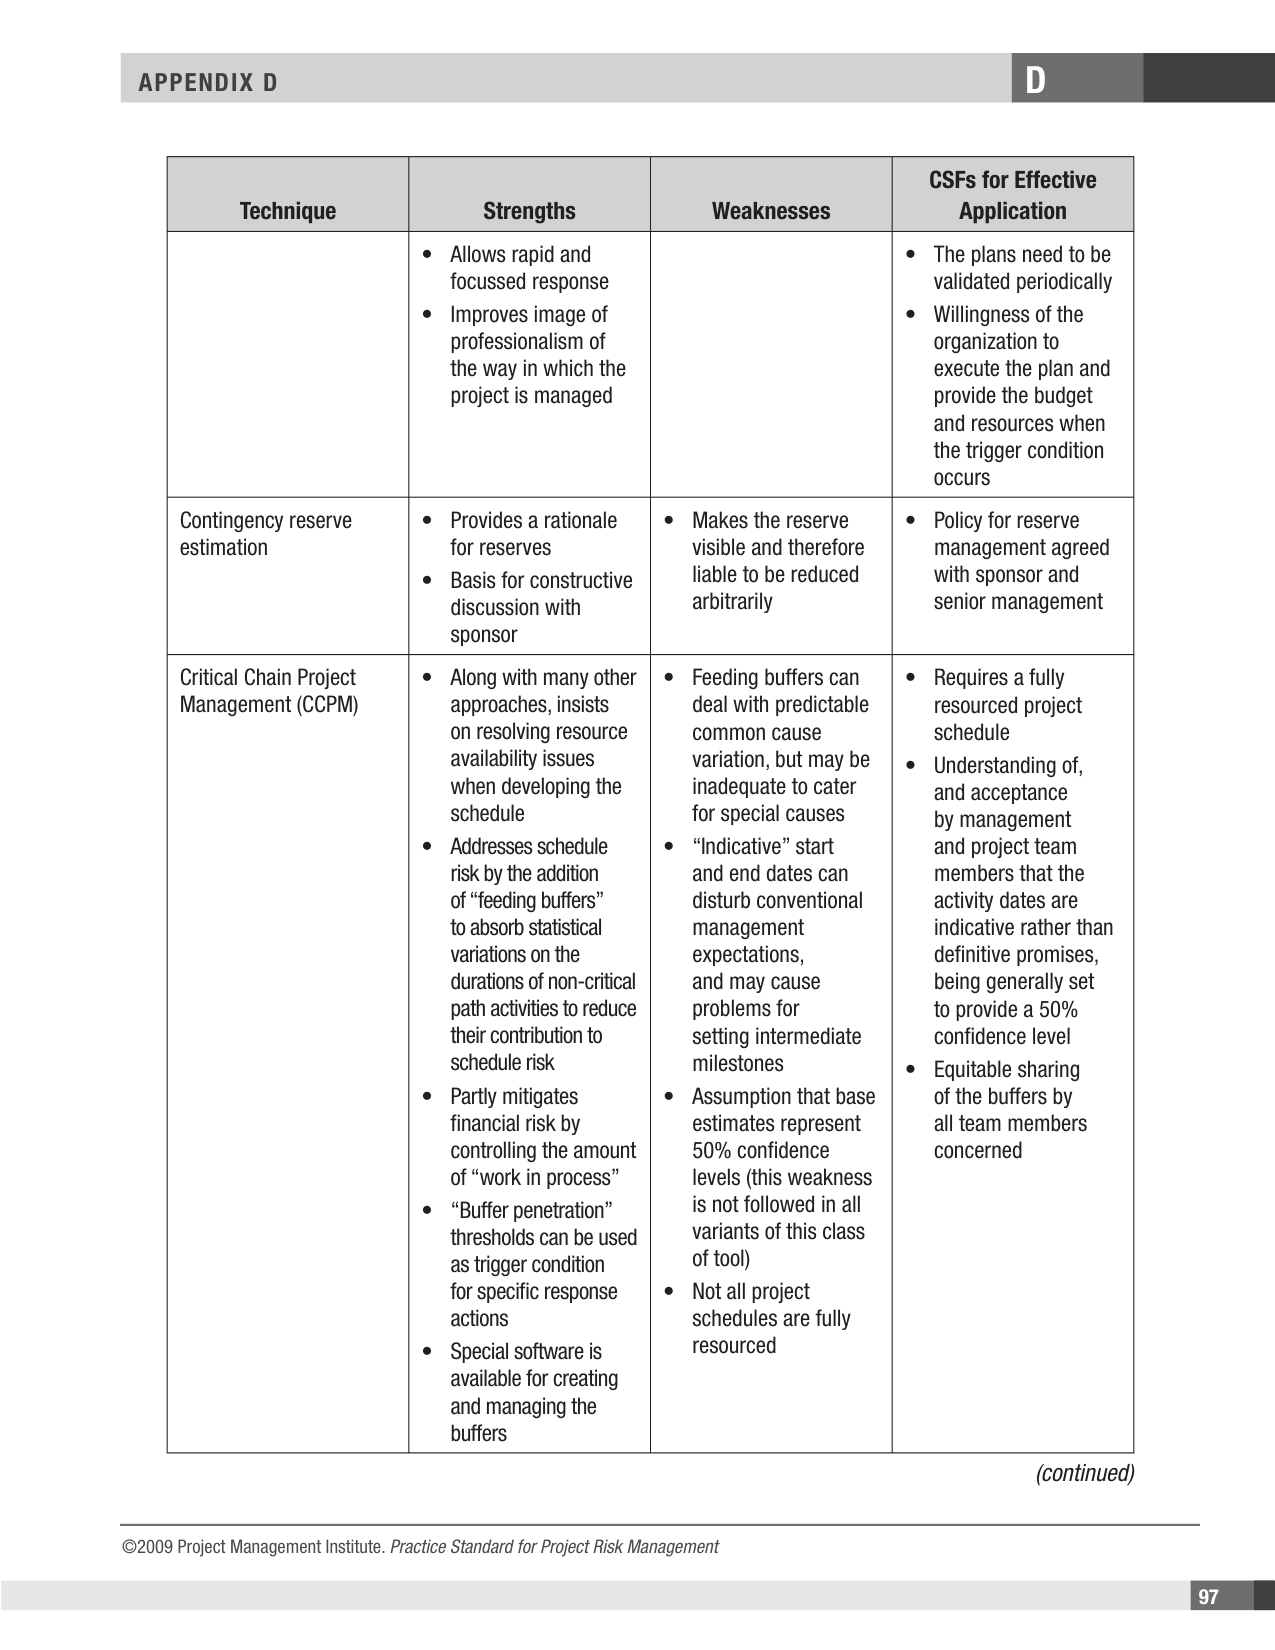 APPENDIX D
D
Technique
Strengths
Weaknesses
CSFs for Effective
Application
• Allows rapid and
focussed response
• Improves image of
professionalism of
the way in which the
project is managed
• The plans need to be
validated periodically
• Willingness of the
organization to
execute the plan and
provide the budget
and resources when
the trigger condition
occurs
Contingency reserve
estimation
• Provides a rationale
for reserves
• Basis for constructive
discussion with
sponsor
• Makes the reserve
visible and therefore
liable to be reduced
arbitrarily
• Policy for reserve
management agreed
with sponsor and
senior management
Critical Chain Project
Management (CCPM)
• Along with many other
approaches, insists
on resolving resource
availability issues
when developing the
schedule
• Addresses schedule
risk by the addition
of “feeding buffers”
to absorb statistical
variations on the
durations of non-critical
path activities to reduce
their contribution to
schedule risk
• Partly mitigates
financial risk by
controlling the amount
of “work in process”
• “Buffer penetration”
thresholds can be used
as trigger condition
for specific response
actions
• Special software is
available for creating
and managing the
buffers
• Feeding buffers can
deal with predictable
common cause
variation, but may be
inadequate to cater
for special causes
• “Indicative” start
and end dates can
disturb conventional
management
expectations,
and may cause
problems for
setting intermediate
milestones
• Assumption that base
estimates represent
50% confidence
levels (this weakness
is not followed in all
variants of this class
of tool)
• Not all project
schedules are fully
resourced
• Requires a fully
resourced project
schedule
• Understanding of,
and acceptance
by management
and project team
members that the
activity dates are
indicative rather than
definitive promises,
being generally set
to provide a 50%
confidence level
• Equitable sharing
of the buffers by
all team members
concerned
(continued)
©2009 Project Management Institute. Practice Standard for Project Risk Management
97